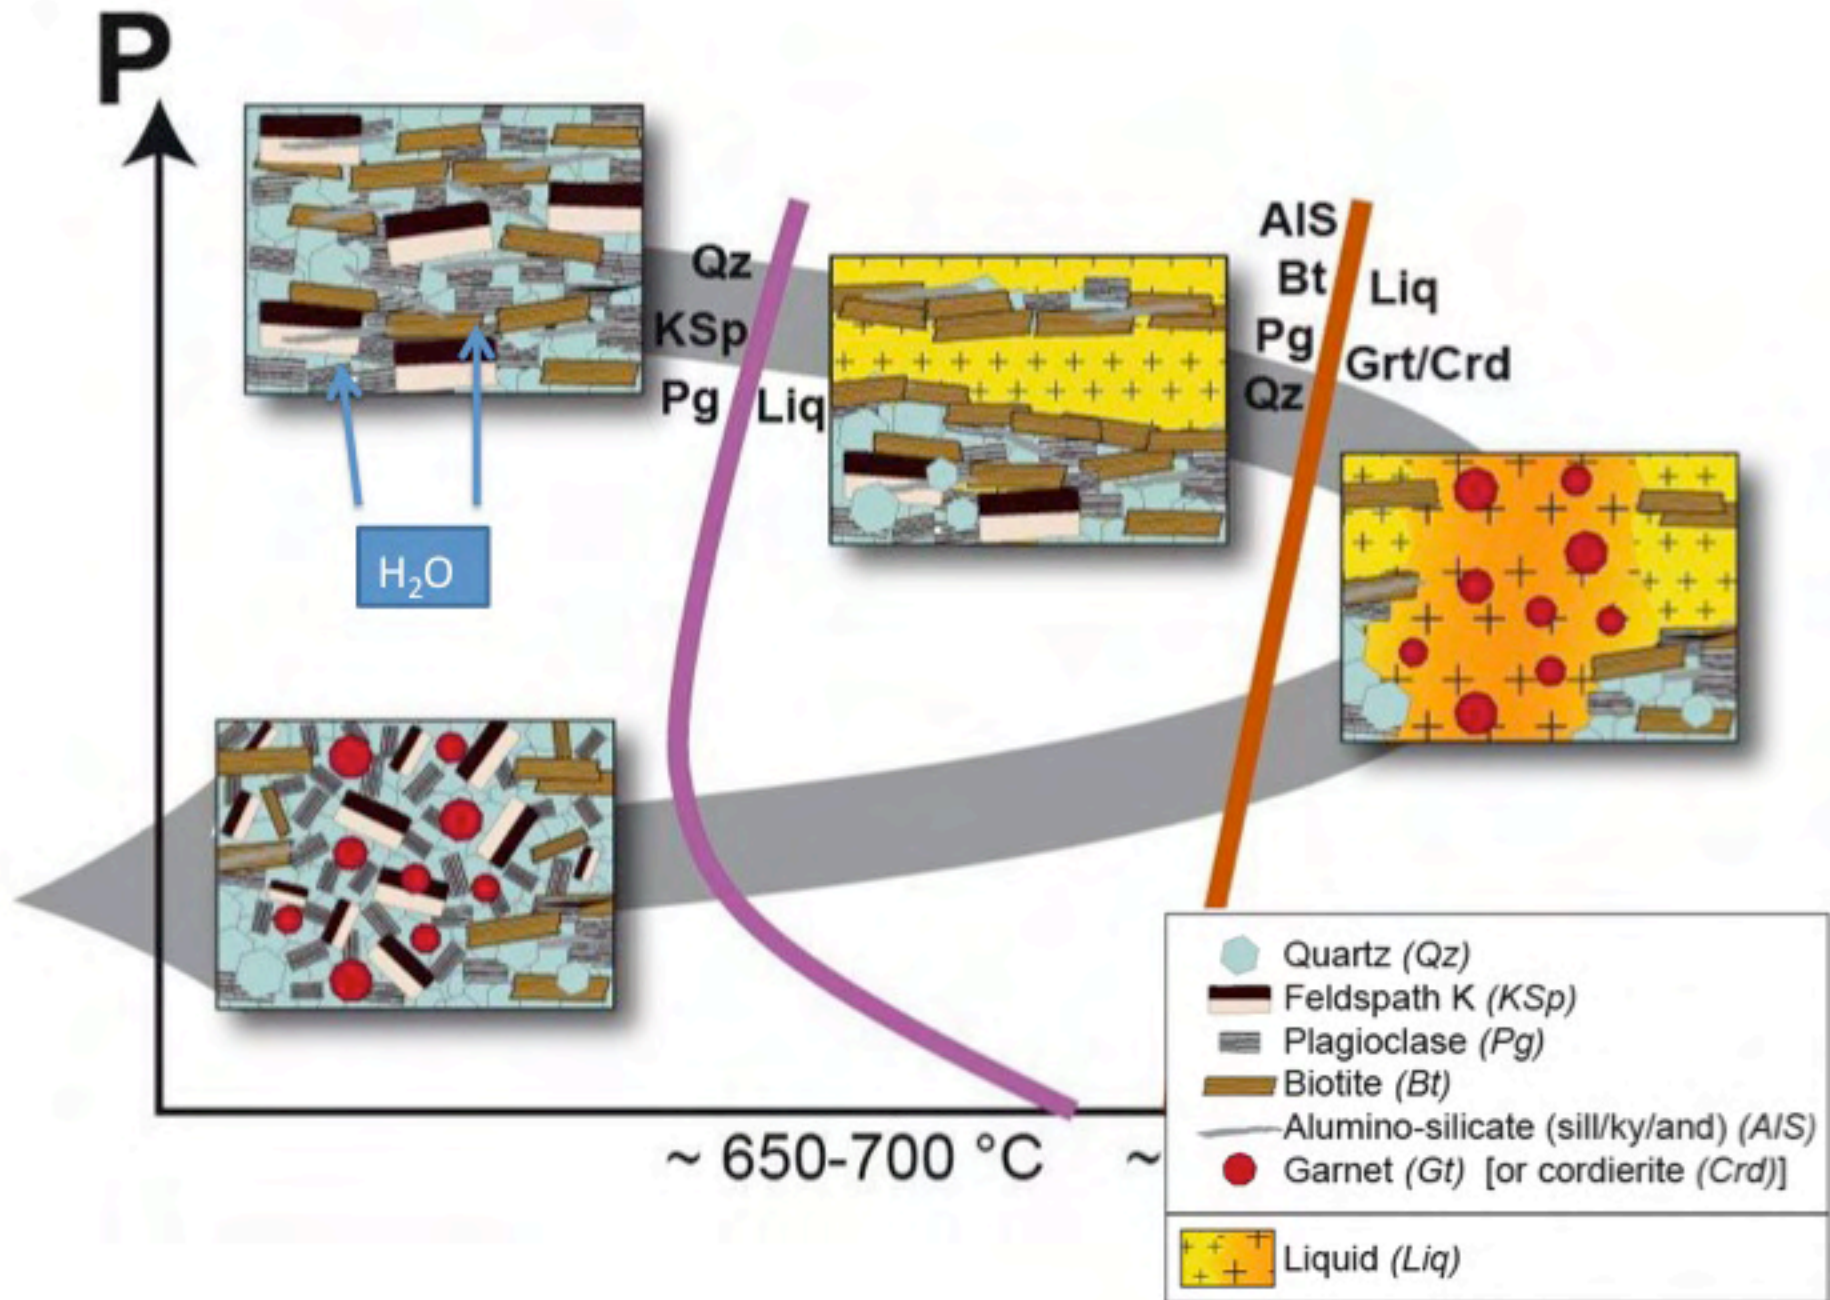 P
Qz
KSp
Pg
Liq
AlS
Bt
Pg
Qz
Liq
Grt/Crd
H₂O
~ 650-700 °C
~
Quartz (Qz)
Feldspath K (KSp)
Plagioclase (Pg)
Biotite (Bt)
Alumino-silicate (sill/ky/and) (AlS)
Garnet (Gt) [or cordierite (Crd)]
Liquid (Liq)